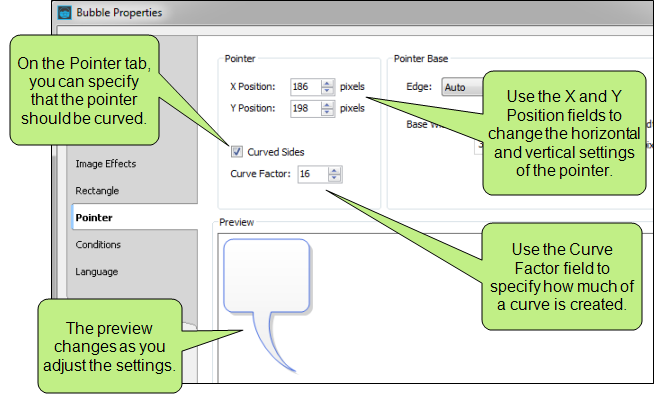 Bubble Properties
On the Pointer tab,
you can specify
that the pointer
should be curved.
Image Effects
Rectangle
Pointer
Conditions
Language
Pointer
X Position: 186 pixels
Y Position: 198 pixels
Curved Sides
Curve Factor: 16
Pointer Base
Edge: Auto
Base
Use the X and Y
Position fields to
change the horizontal
and vertical settings
of the pointer.
Preview
Use the Curve
Factor field to
specify how much of
a curve is created.
The preview
changes as you
adjust the settings.